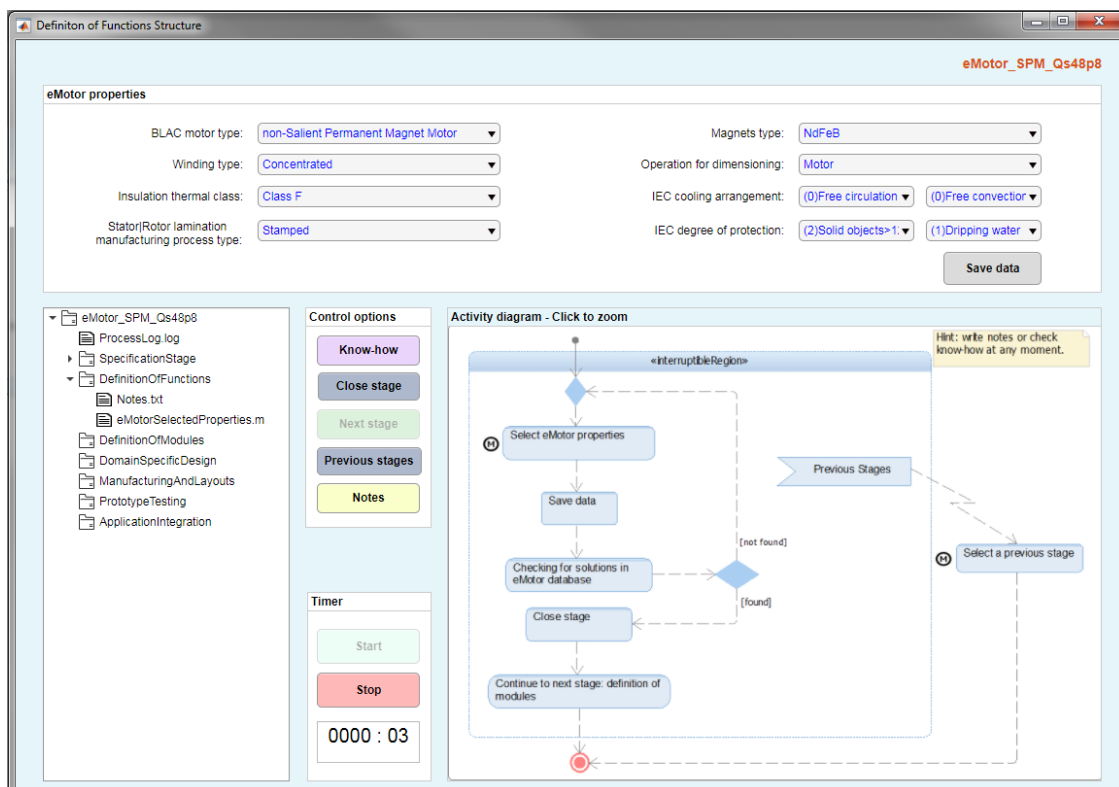 Definiton of Functions Structure
eMotor_SPM_Qs48p8
eMotor properties
BLAC motor type:
non-Salient Permanent Magnet Motor
Magnets type:
NdFeB
Winding type:
Concentrated
Operation for dimensioning:
Motor
Insulation thermal class:
Class F
IEC cooling arrangement:
(0)Free circulation
(0)Free convection
Stator|Rotor lamination
manufacturing process type:
Stamped
IEC degree of protection:
(2)Solid objects>1
(1)Dripping water
Save data
eMotor_SPM_Qs48p8
ProcessLog.log
SpecificationStage
DefinitionOfFunctions
Notes.txt
eMotorSelectedProperties.m
DefinitionOfModules
DomainSpecificDesign
ManufacturingAndLayouts
PrototypeTesting
ApplicationIntegration
Control options
Know-how
Close stage
Next stage
Previous stages
Notes
Timer
Start
Stop
0000 : 03
Activity diagram - Click to zoom
Hint: write notes or check
know-how at any moment.
«interruptibleRegion»
M
Select eMotor properties
Previous Stages
Save data
[not found]
M
Select a previous stage
Checking for solutions in
eMotor database
[found]
Close stage
Continue to next stage: definition of
modules